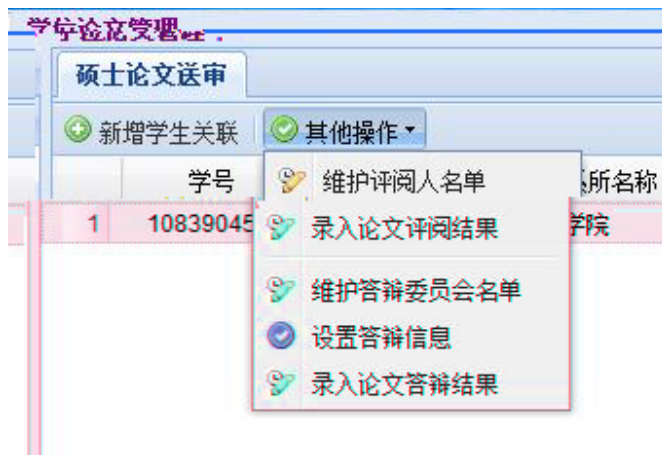 学位论文管理
硕士论文送审
新增学生关联 其他操作
学号 所名称
1 10839045 学院
维护评阅人名单
录入论文评阅结果
维护答辩委员会名单
设置答辩信息
录入论文答辩结果